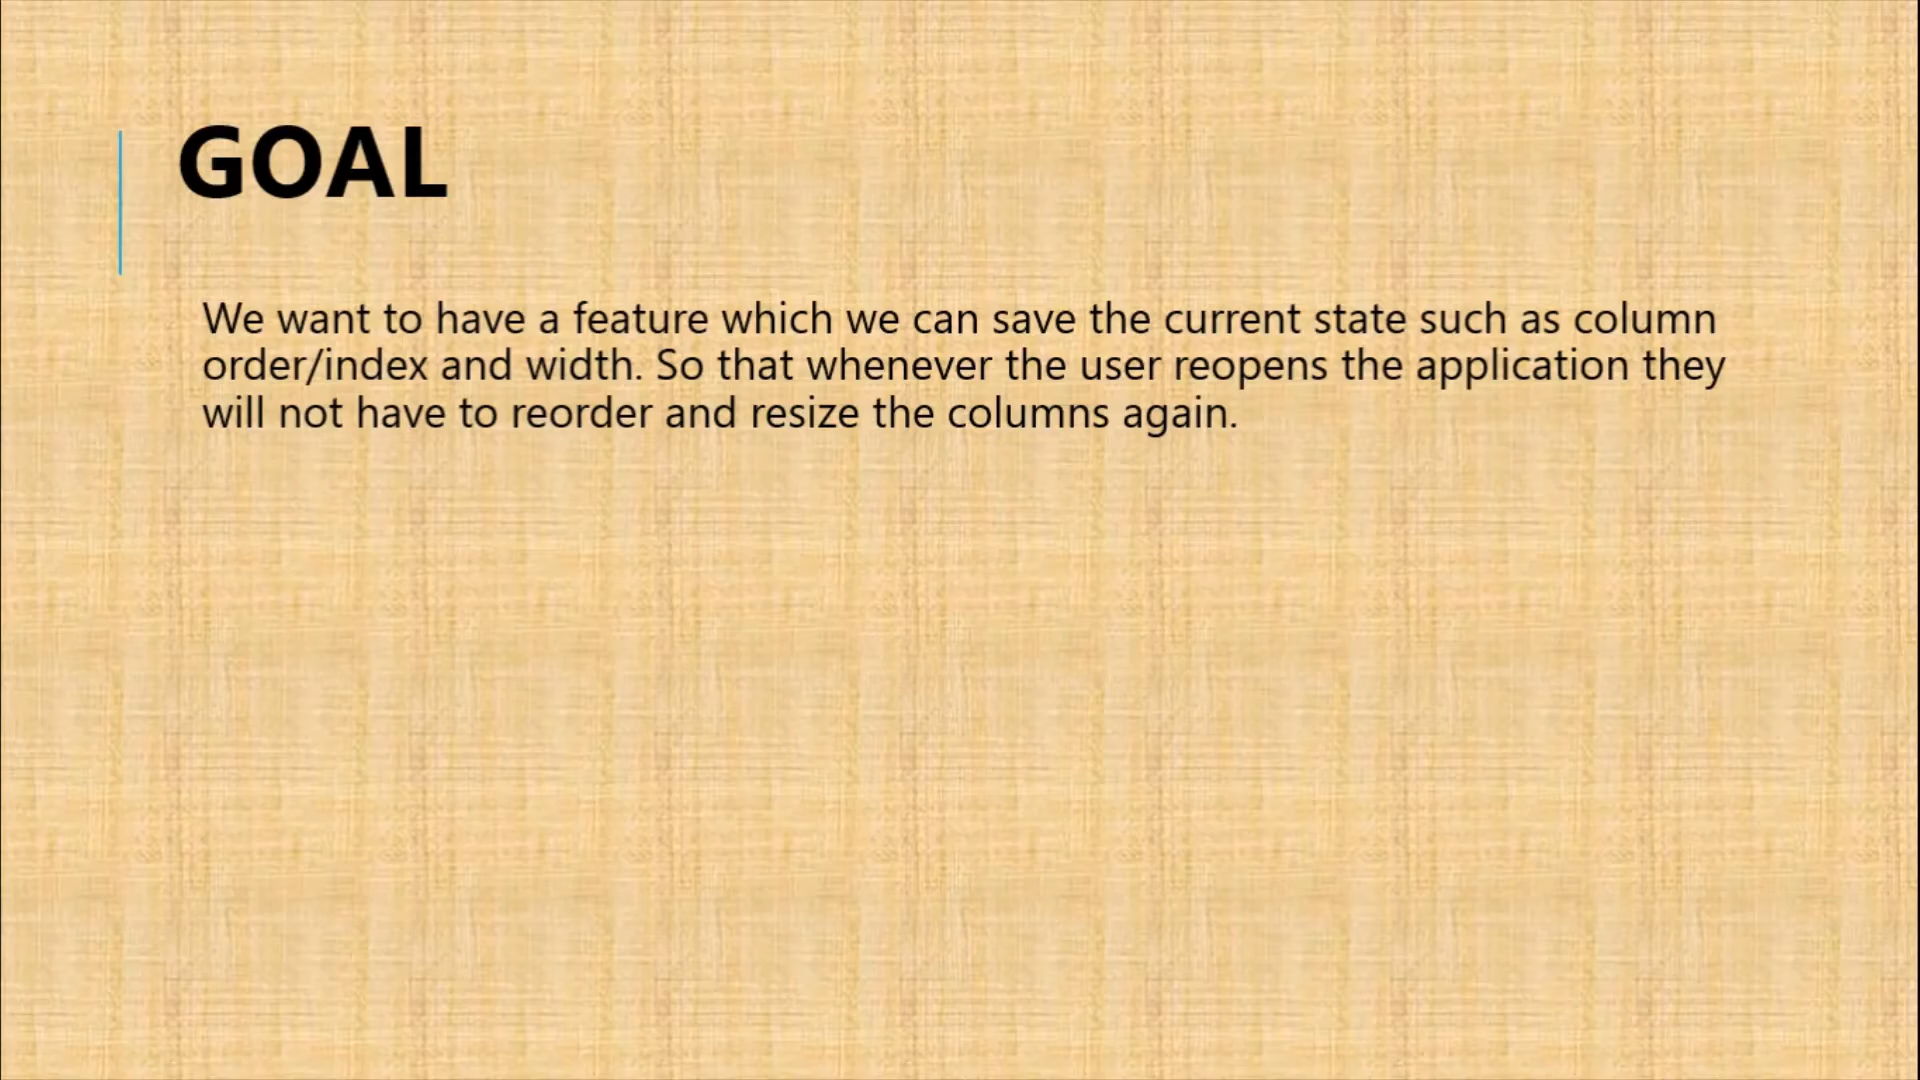 GOAL
We want to have a feature which we can save the current state such as column
order/index and width. So that whenever the user reopens the application they
will not have to reorder and resize the columns again.